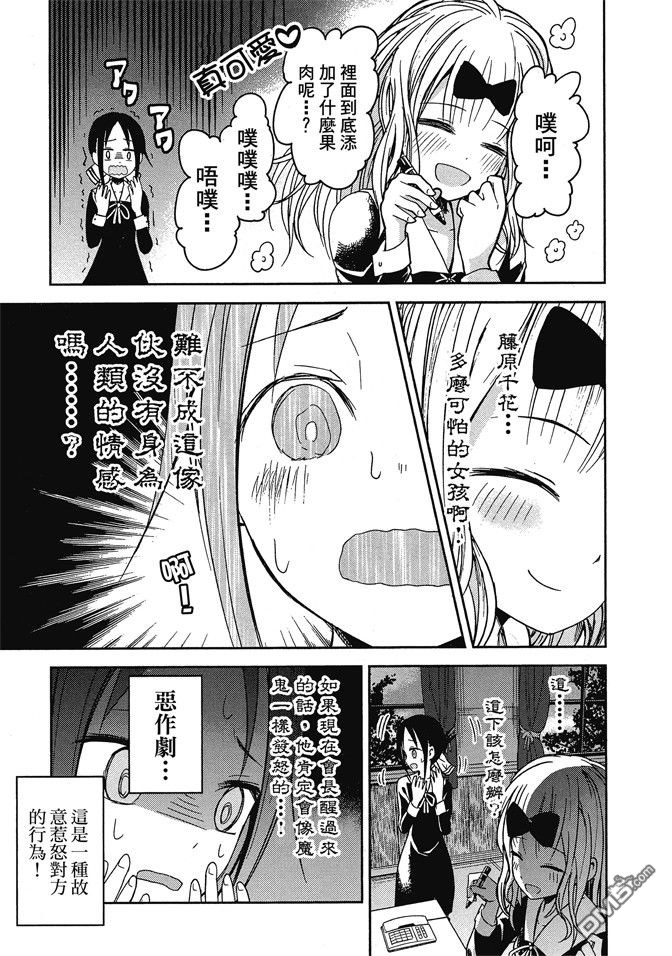 噗呵…
裡面到底添
加了什麼果
肉呢…?
真可愛♡
噗噗噗…
唔噗…
アワ
アワ
藤原千花…
多麼可怕的女孩啊!
難不成這傢
伙沒有身為
人類的情感
嗎……?
啊!
這……
這下該怎麼辦?
如果現在會長醒過來
的話,他肯定會像魔
鬼一樣發怒的…!
惡作劇…
這是一種故
意惹怒對方
的行為!
DM5.COM